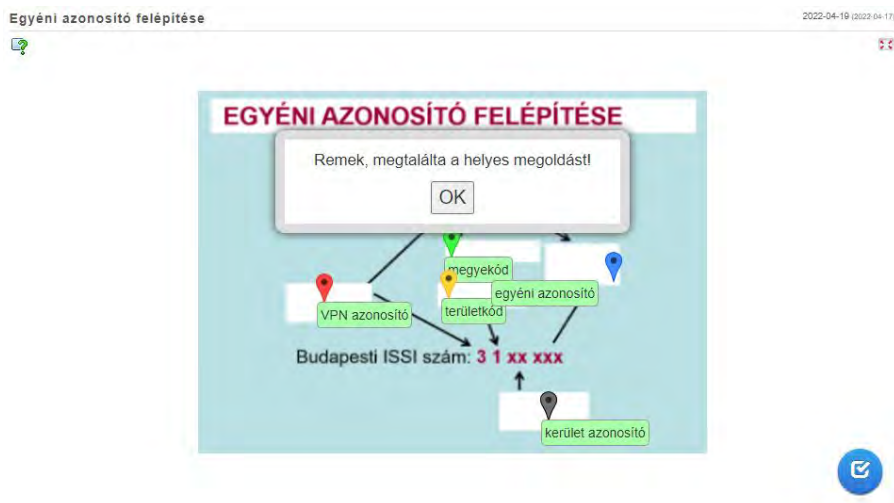 Egyéni azonosító felépítése
2022-04-19 (2022-04-17)
EGYÉNI AZONOSÍTÓ FELÉPÍTÉSE
Remek, megtalálta a helyes megoldást!
OK
megyekód
egyéni azonosító
VPN azonosító
területkód
Budapesti ISSI szám: 3 1 xx xxx
kerület azonosító